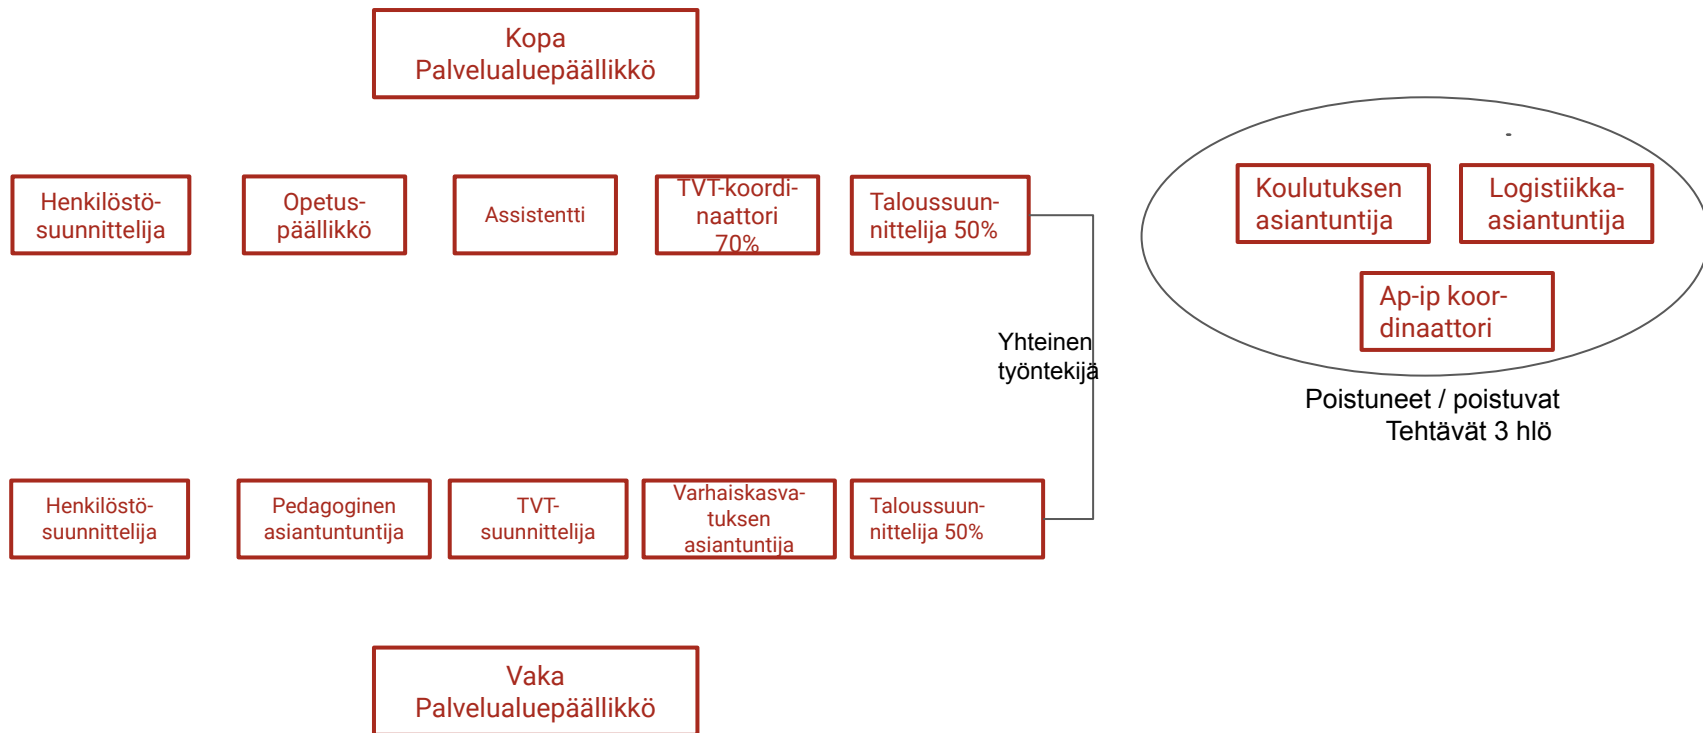 Kopa
Palvelualuepäällikkö
Henkilöstö-
suunnittelija
Opetus-
päällikkö
Assistentti
TVT-koordi-
naattori
70%
Taloussuun-
nittelija 50%
-
Koulutuksen
asiantuntija
Logistiikka-
asiantuntija
Ap-ip koor-
dinaattori
Yhteinen
työntekijä
Poistuneet / poistuvat
Tehtävät 3 hlö
Henkilöstö-
suunnittelija
Pedagoginen
asiantuntuntija
TVT-
suunnittelija
Varhaiskasva-
tuksen
asiantuntija
Taloussuun-
nittelija 50%
Vaka
Palvelualuepäällikkö